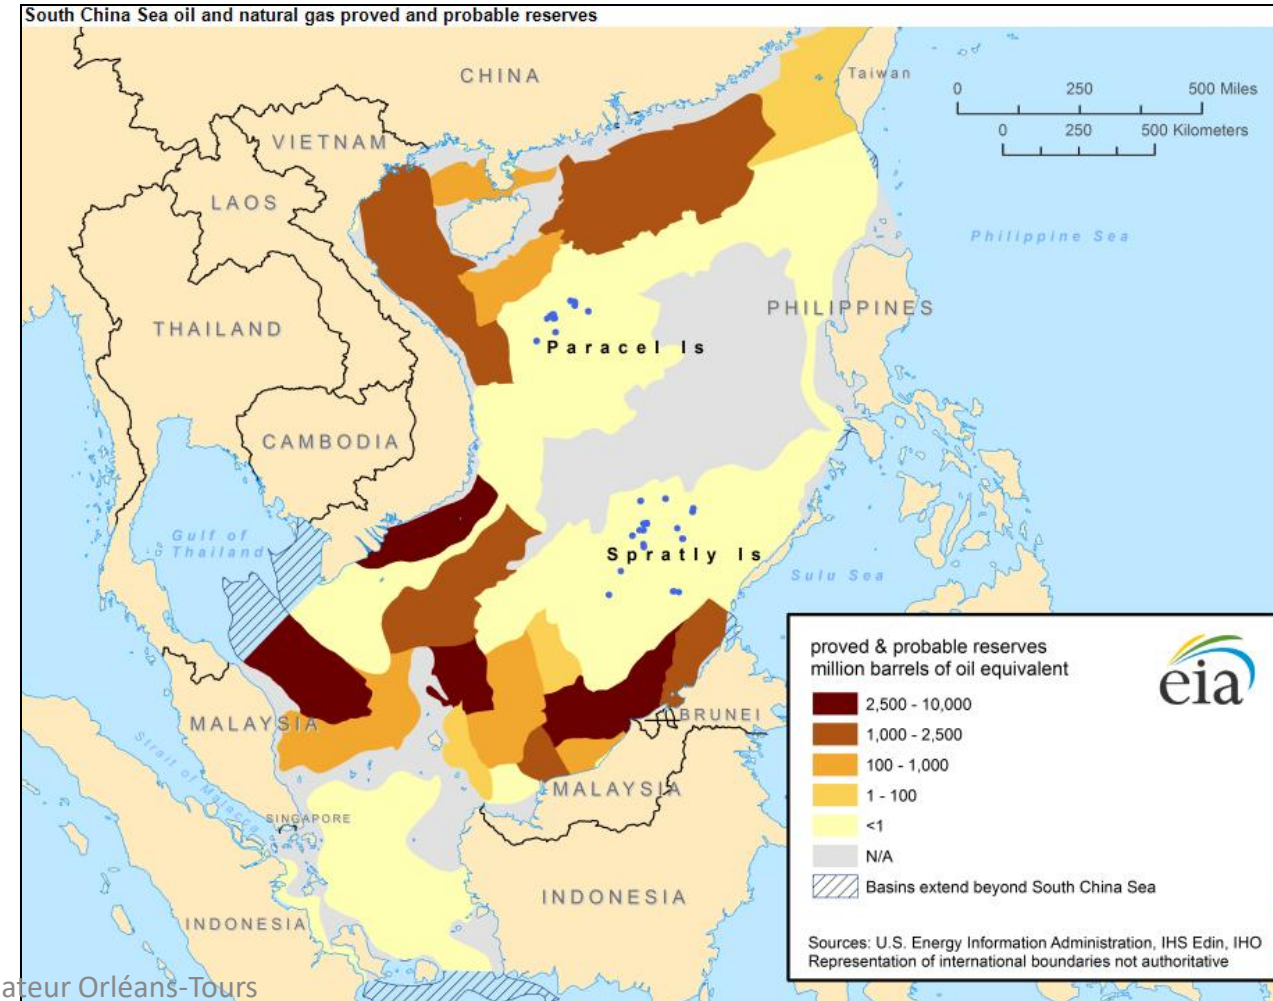 South China Sea oil and natural gas proved and probable reserves
CHINA
Taiwan
0 250 500 Miles
0 250 500 Kilometers
VIETNAM
LAOS
Philippine Sea
THAILAND
PHILIPPINES
Paracel Is
CAMBODIA
Gulf of
Thailand
Spratly Is
Sulu Sea
proved & probable reserves
million barrels of oil equivalent
eia
2,500 - 10,000
1,000 - 2,500
100 - 1,000
1 - 100
<1
N/A
Basins extend beyond South China Sea
Sources: U.S. Energy Information Administration, IHS Edin, IHO
Representation of international boundaries not authoritative
MALAYSIA
BRUNEI
Strait of Malacca
MALAYSIA
SINGAPORE
INDONESIA
INDONESIA
ateur Orléans-Tours